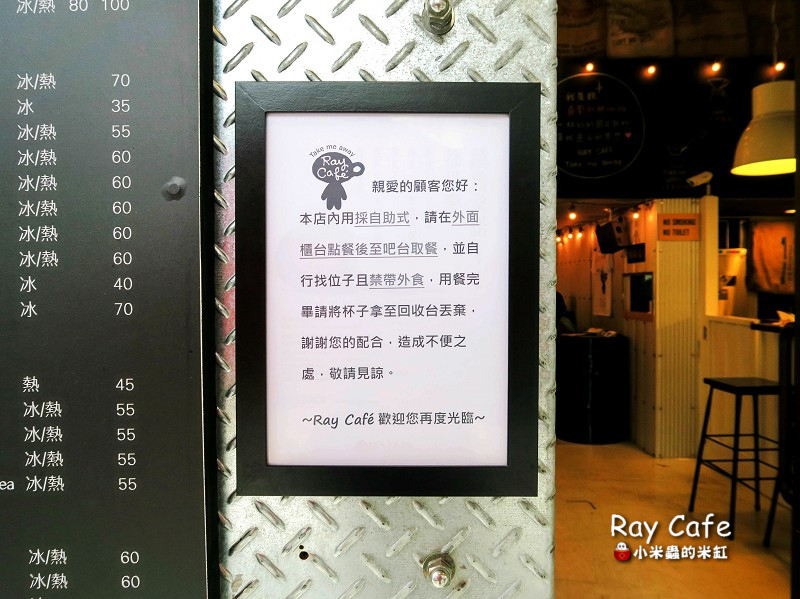 冰/熱 80 100
冰/熱 70
冰 35
冰/熱 55
冰/熱 60
冰/熱 60
冰/熱 60
冰/熱 60
冰/熱 60
冰 40
冰 70
熱 45
冰/熱 55
冰/熱 55
冰/熱 55
ea 冰/熱 55
冰/熱 60
冰/熱 60
Take me away
Ray
Café
親愛的顧客您好：
本店內用採自助式，請在外面
櫃台點餐後至吧台取餐，並自
行找位子且禁帶外食，用餐完
畢請將杯子拿至回收台丟棄，
謝謝您的配合，造成不便之
處，敬請見諒。
~Ray Café 歡迎您再度光臨~
RAY CAFE
Take me away
NO SMOKING
NO TOILET
Ray Cafe
小米蟲的米缸